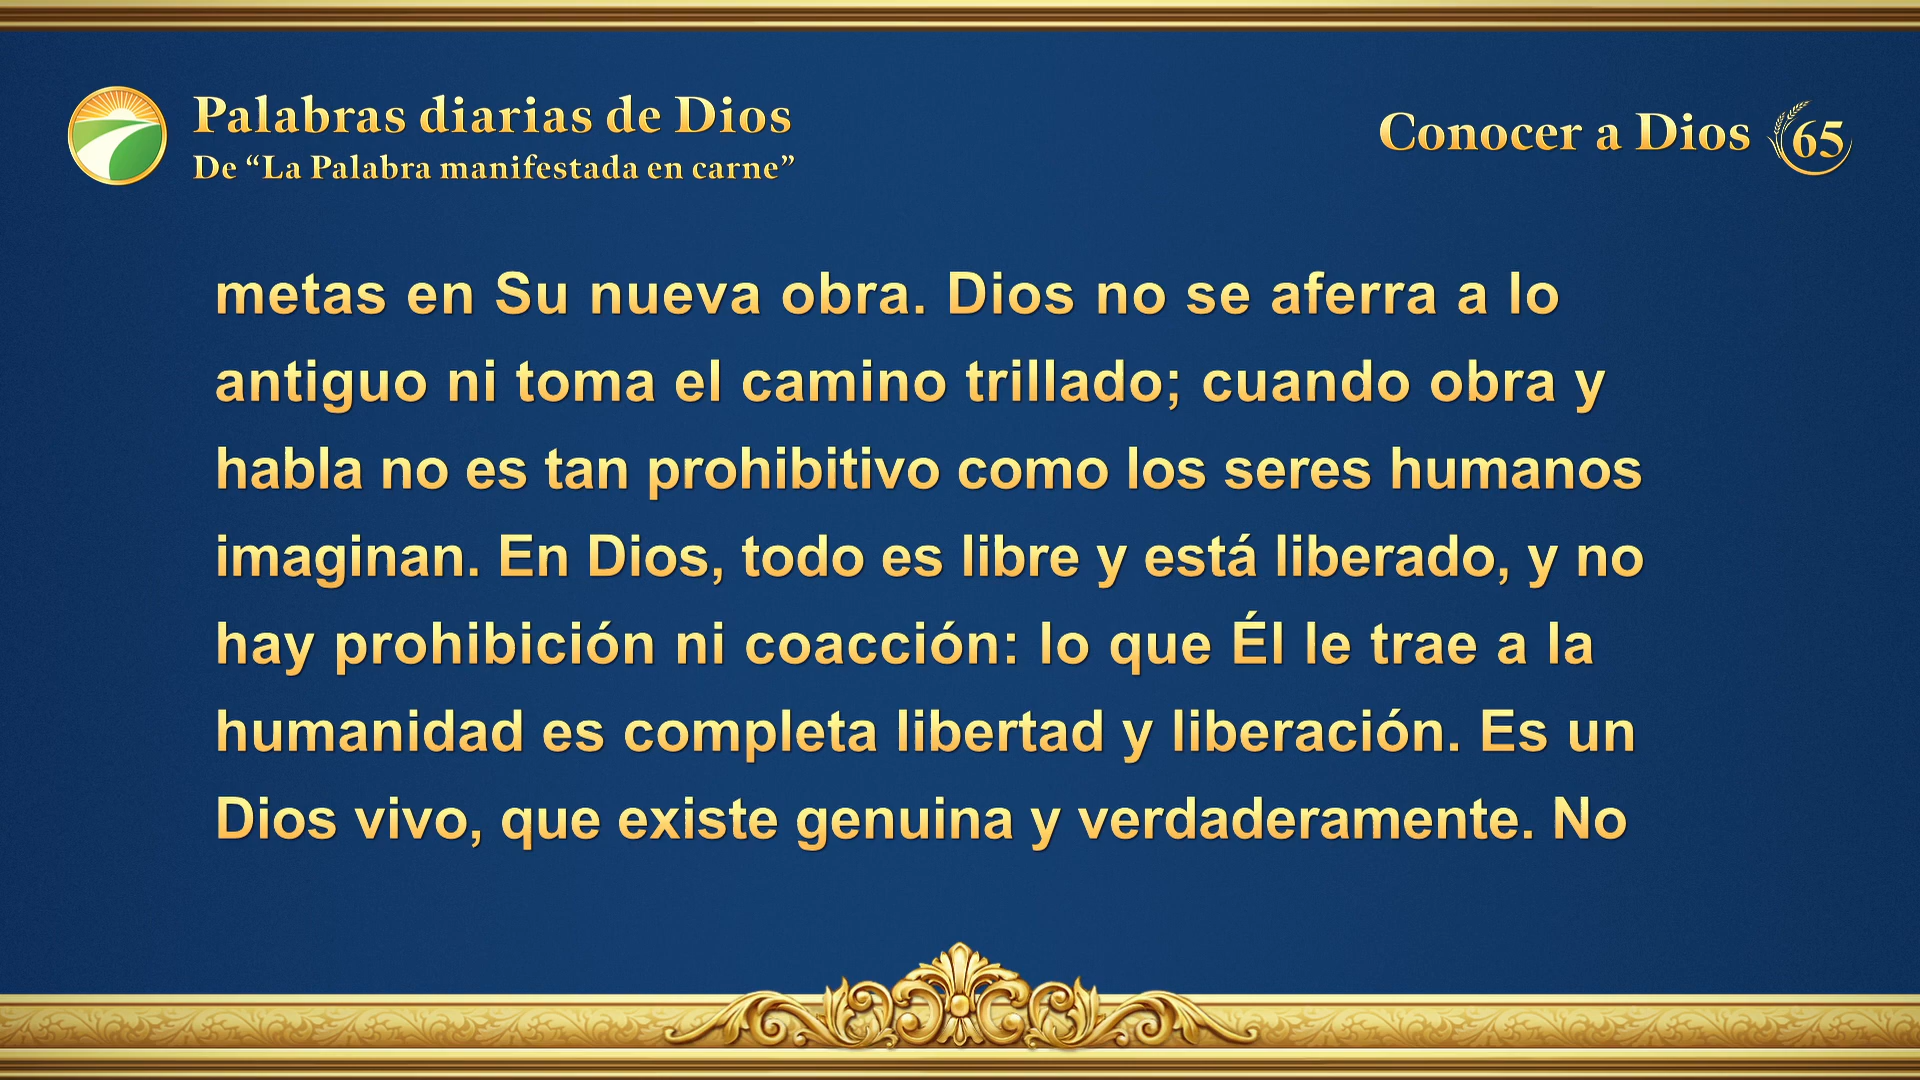 Palabras diarias de Dios
De “La Palabra manifestada en carne”
Conocer a Dios 65
metas en Su nueva obra. Dios no se aferra a lo
antiguo ni toma el camino trillado; cuando obra y
habla no es tan prohibitivo como los seres humanos
imaginan. En Dios, todo es libre y está liberado, y no
hay prohibición ni coacción: lo que Él le trae a la
humanidad es completa libertad y liberación. Es un
Dios vivo, que existe genuina y verdaderamente. No